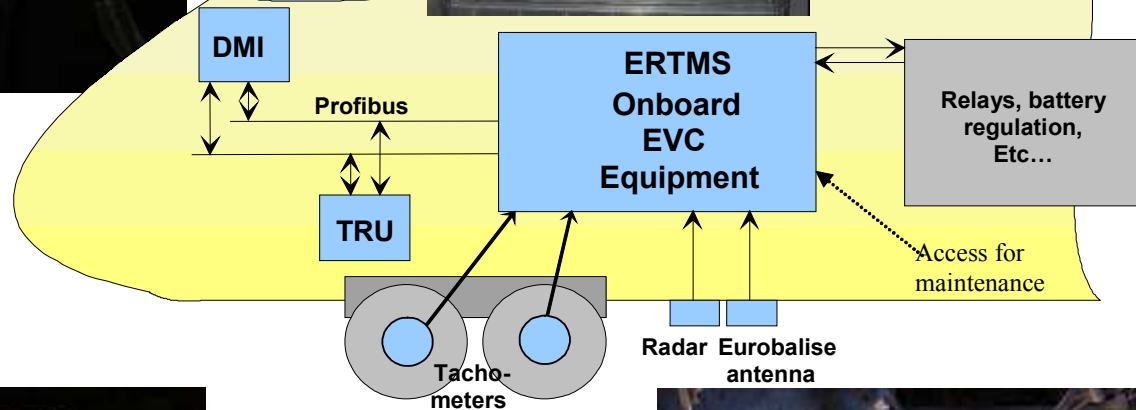 DMI
ERTMS
Onboard
EVC
Equipment
Profibus
Relays, battery
regulation,
Etc…
TRU
Access for
maintenance
Radar
Eurobalise
antenna
Tacho-
meters